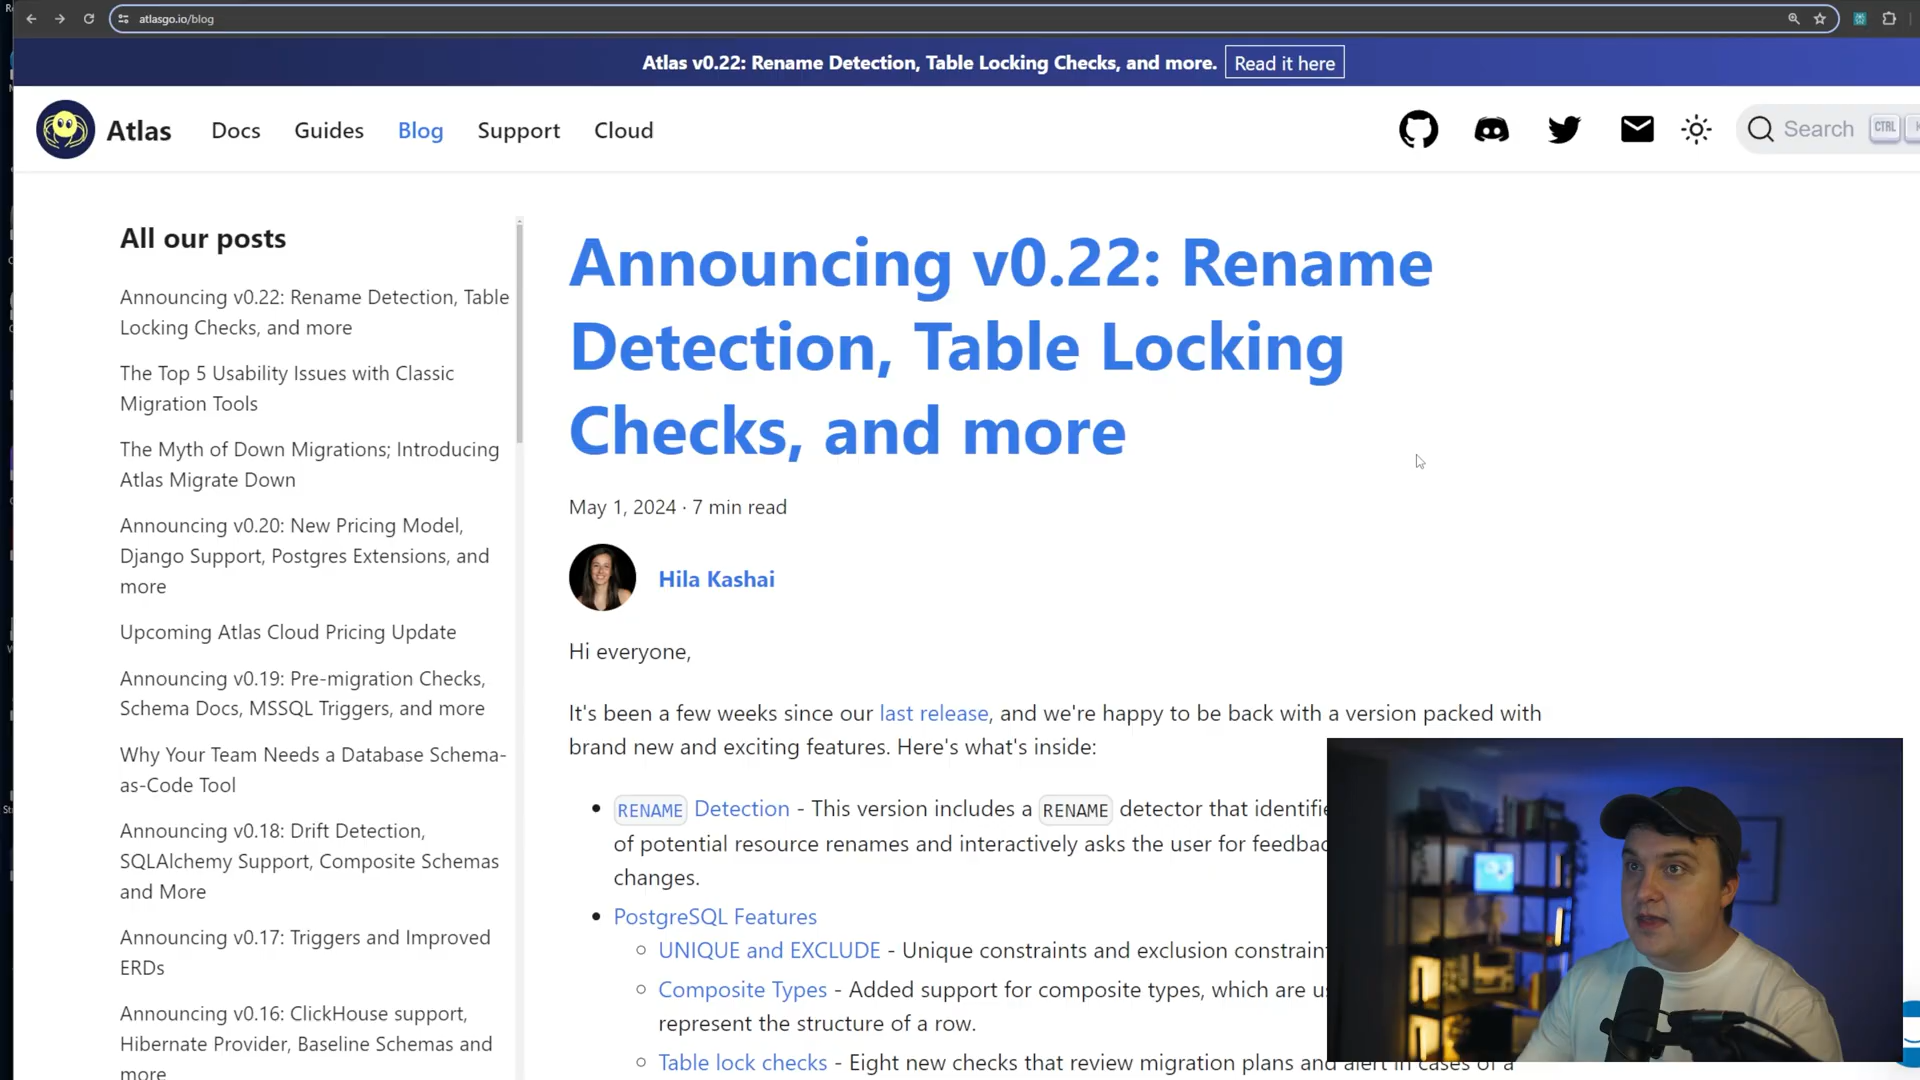 atlasgo.io/blog
Atlas v0.22: Rename Detection, Table Locking Checks, and more. Read it here
Atlas Docs Guides Blog Support Cloud Search CTRL
All our posts
Announcing v0.22: Rename Detection, Table
Locking Checks, and more
The Top 5 Usability Issues with Classic
Migration Tools
The Myth of Down Migrations; Introducing
Atlas Migrate Down
Announcing v0.20: New Pricing Model,
Django Support, Postgres Extensions, and
more
Upcoming Atlas Cloud Pricing Update
Announcing v0.19: Pre-migration Checks,
Schema Docs, MSSQL Triggers, and more
Why Your Team Needs a Database Schema-
as-Code Tool
Announcing v0.18: Drift Detection,
SQLAlchemy Support, Composite Schemas
and More
Announcing v0.17: Triggers and Improved
ERDs
Announcing v0.16: ClickHouse support,
Hibernate Provider, Baseline Schemas and
more
Announcing v0.22: Rename
Detection, Table Locking
Checks, and more
May 1, 2024 · 7 min read
Hila Kashai
Hi everyone,
It's been a few weeks since our last release, and we're happy to be back with a version packed with
brand new and exciting features. Here's what's inside:
RENAME Detection - This version includes a RENAME detector that
of potential resource renames and interactively asks the user for
changes.
PostgreSQL Features
UNIQUE and EXCLUDE - Unique constraints and exclusion
Composite Types - Added support for composite types, which are
represent the structure of a row.
Table lock checks - Eight new checks that review migration plans and alert in cases of a